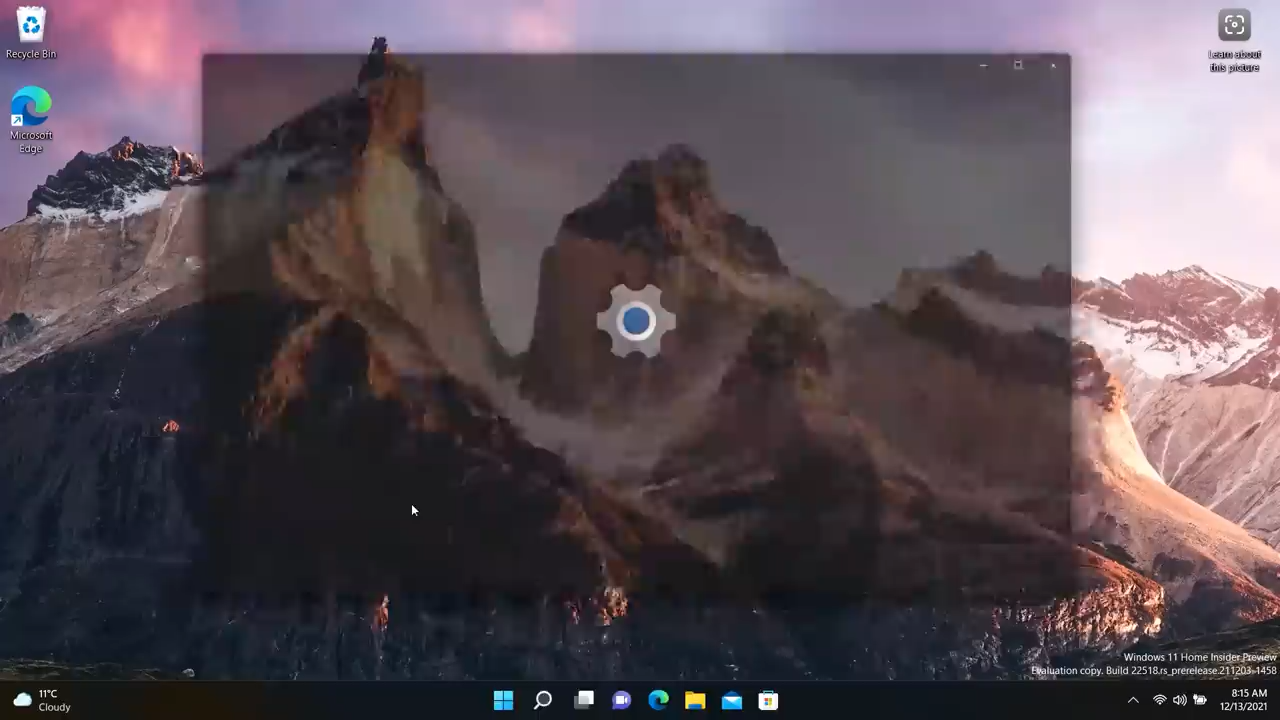 Recycle Bin
Microsoft
Edge
Learn about
this picture
Windows 11 Home Insider Preview
Evaluation copy. Build 22518.rs_prerelease.211203-1458
11°C
Cloudy
8:15 AM
12/13/2021